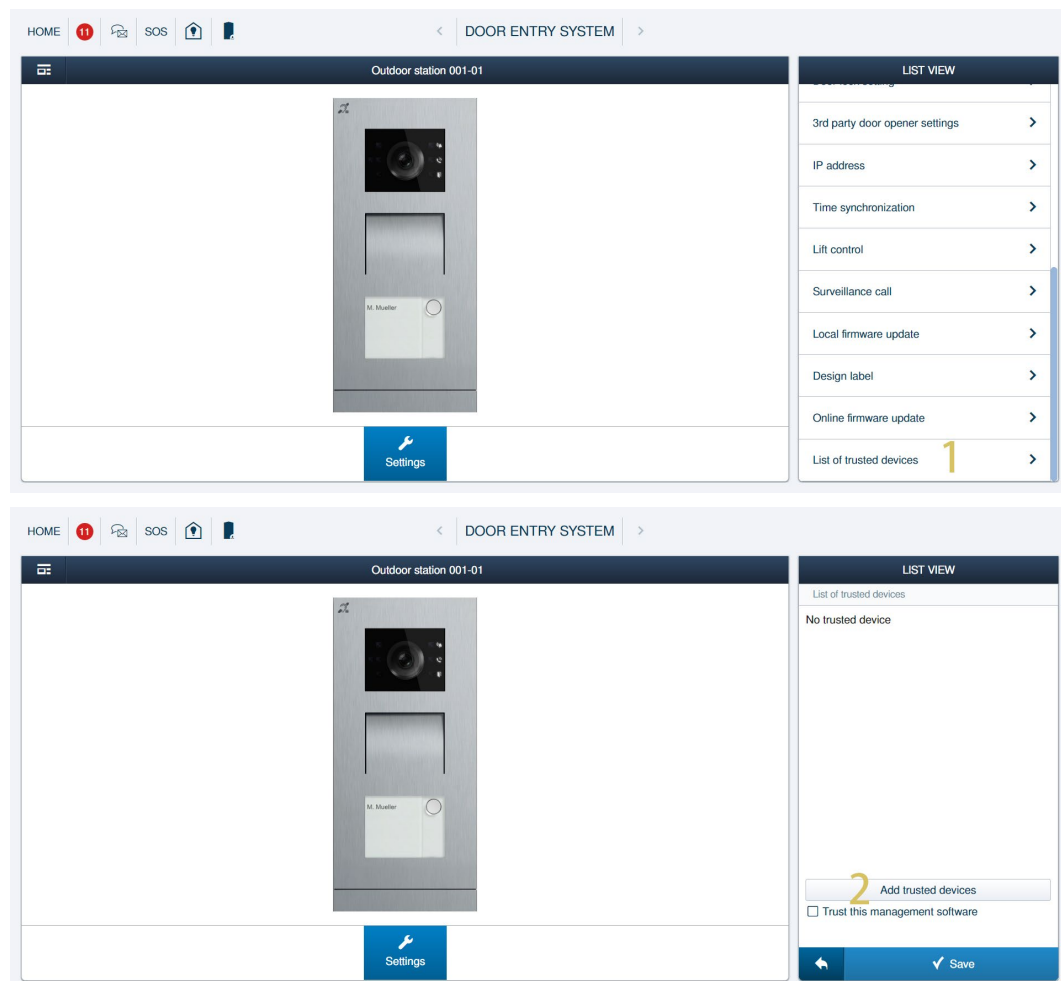 HOME 11 SOS DOOR ENTRY SYSTEM
Outdoor station 001-01
LIST VIEW
3rd party door opener settings
IP address
Time synchronization
Lift control
Surveillance call
Local firmware update
Design label
Online firmware update
List of trusted devices 1
M. Mueller
Settings
HOME 11 SOS DOOR ENTRY SYSTEM
Outdoor station 001-01
LIST VIEW
List of trusted devices
No trusted device
M. Mueller
2 Add trusted devices
Trust this management software
Settings
Save